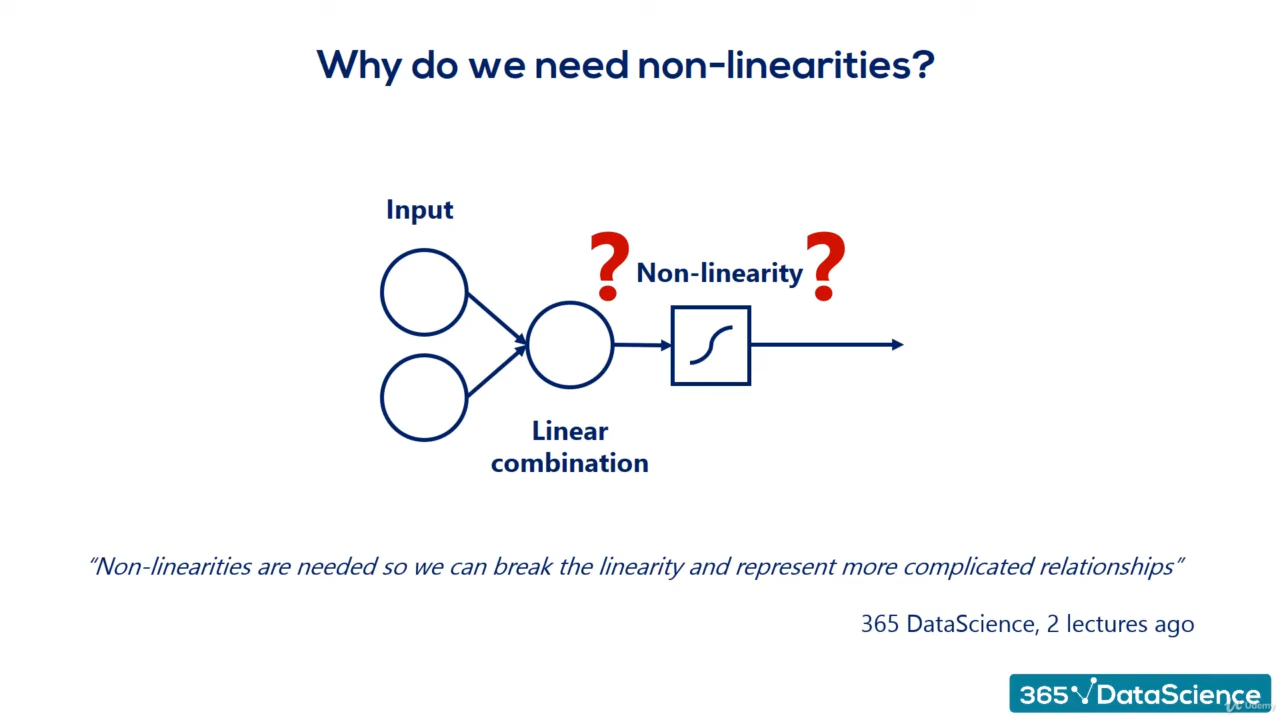 Why do we need non-linearities?
Input
? Non-linearity ?
Linear
combination
“Non-linearities are needed so we can break the linearity and represent more complicated relationships”
365 DataScience, 2 lectures ago
365 DataScience
Udemy